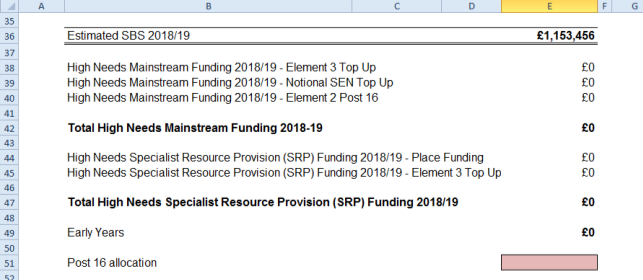 A B C D E F G
35
36 Estimated SBS 2018/19 £1,153,456
37
38 High Needs Mainstream Funding 2018/19 - Element 3 Top Up £0
39 High Needs Mainstream Funding 2018/19 - Notional SEN Top Up £0
40 High Needs Mainstream Funding 2018/19 - Element 2 Post 16 £0
41
42 Total High Needs Mainstream Funding 2018-19 £0
43
44 High Needs Specialist Resource Provision (SRP) Funding 2018/19 - Place Funding £0
45 High Needs Specialist Resource Provision (SRP) Funding 2018/19 - Element 3 Top Up £0
46
47 Total High Needs Specialist Resource Provision (SRP) Funding 2018/19 £0
48
49 Early Years £0
50
51 Post 16 allocation
52